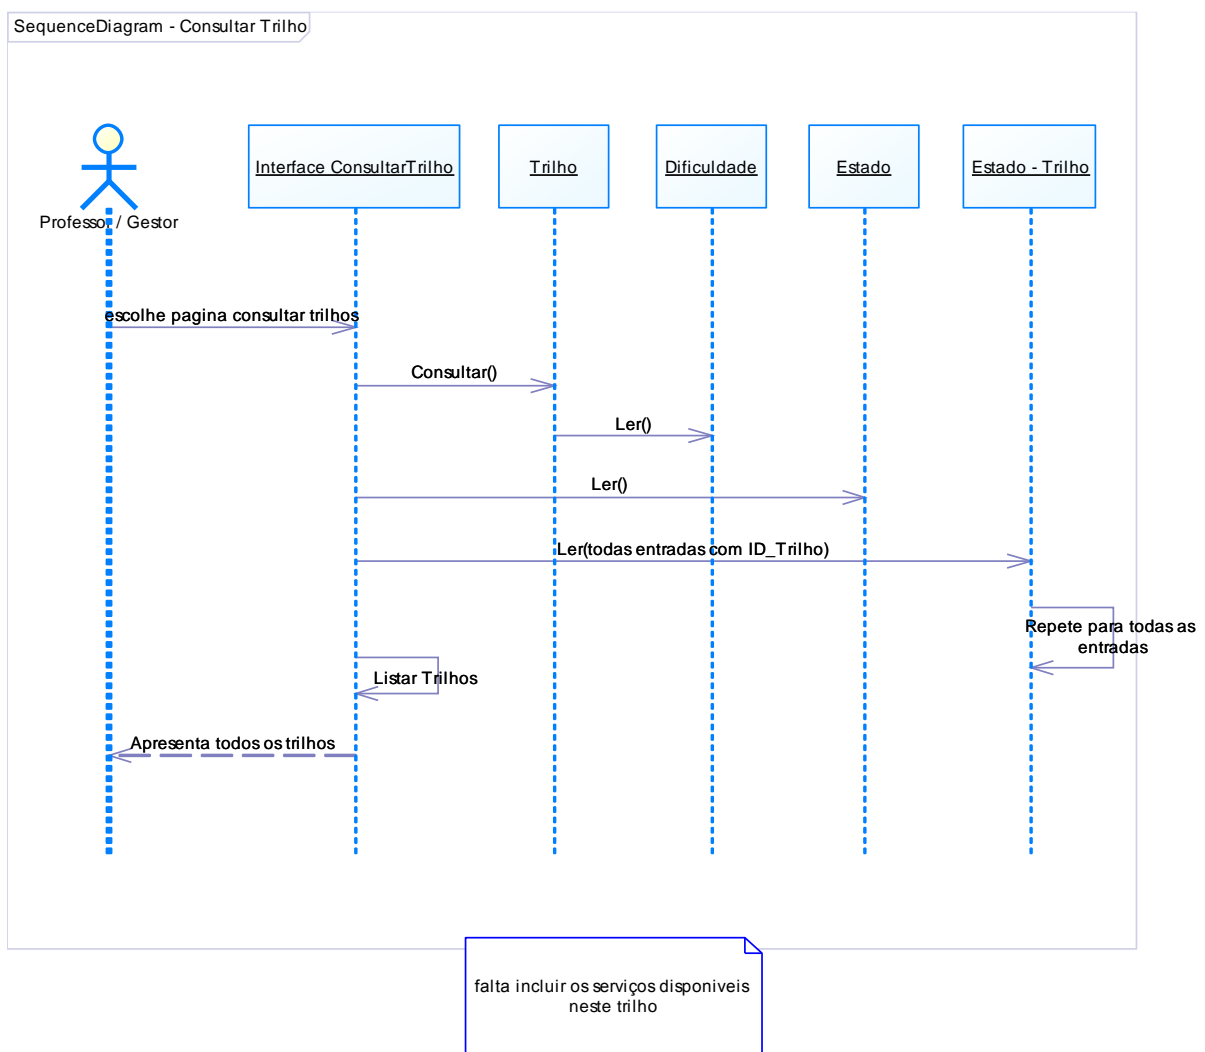 SequenceDiagram - Consultar Trilho
Professor / Gestor
Interface ConsultarTrilho
Trilho
Dificuldade
Estado
Estado - Trilho
escolhe pagina consultar trilhos
Consultar()
Ler()
Ler()
Ler(todas entradas com ID_Trilho)
Repete para todas as
entradas
Listar Trilhos
Apresenta todos os trilhos
falta incluir os serviços disponiveis
neste trilho